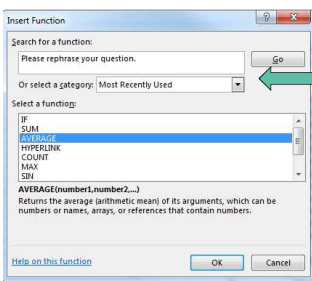 Insert Function
? X
Search for a function:
Please rephrase your question.
Go
Or select a category: Most Recently Used
Select a function:
IF
SUM
AVERAGE
HYPERLINK
COUNT
MAX
SIN
AVERAGE(number1,number2,...)
Returns the average (arithmetic mean) of its arguments, which can be
numbers or names, arrays, or references that contain numbers.
Help on this function
OK Cancel